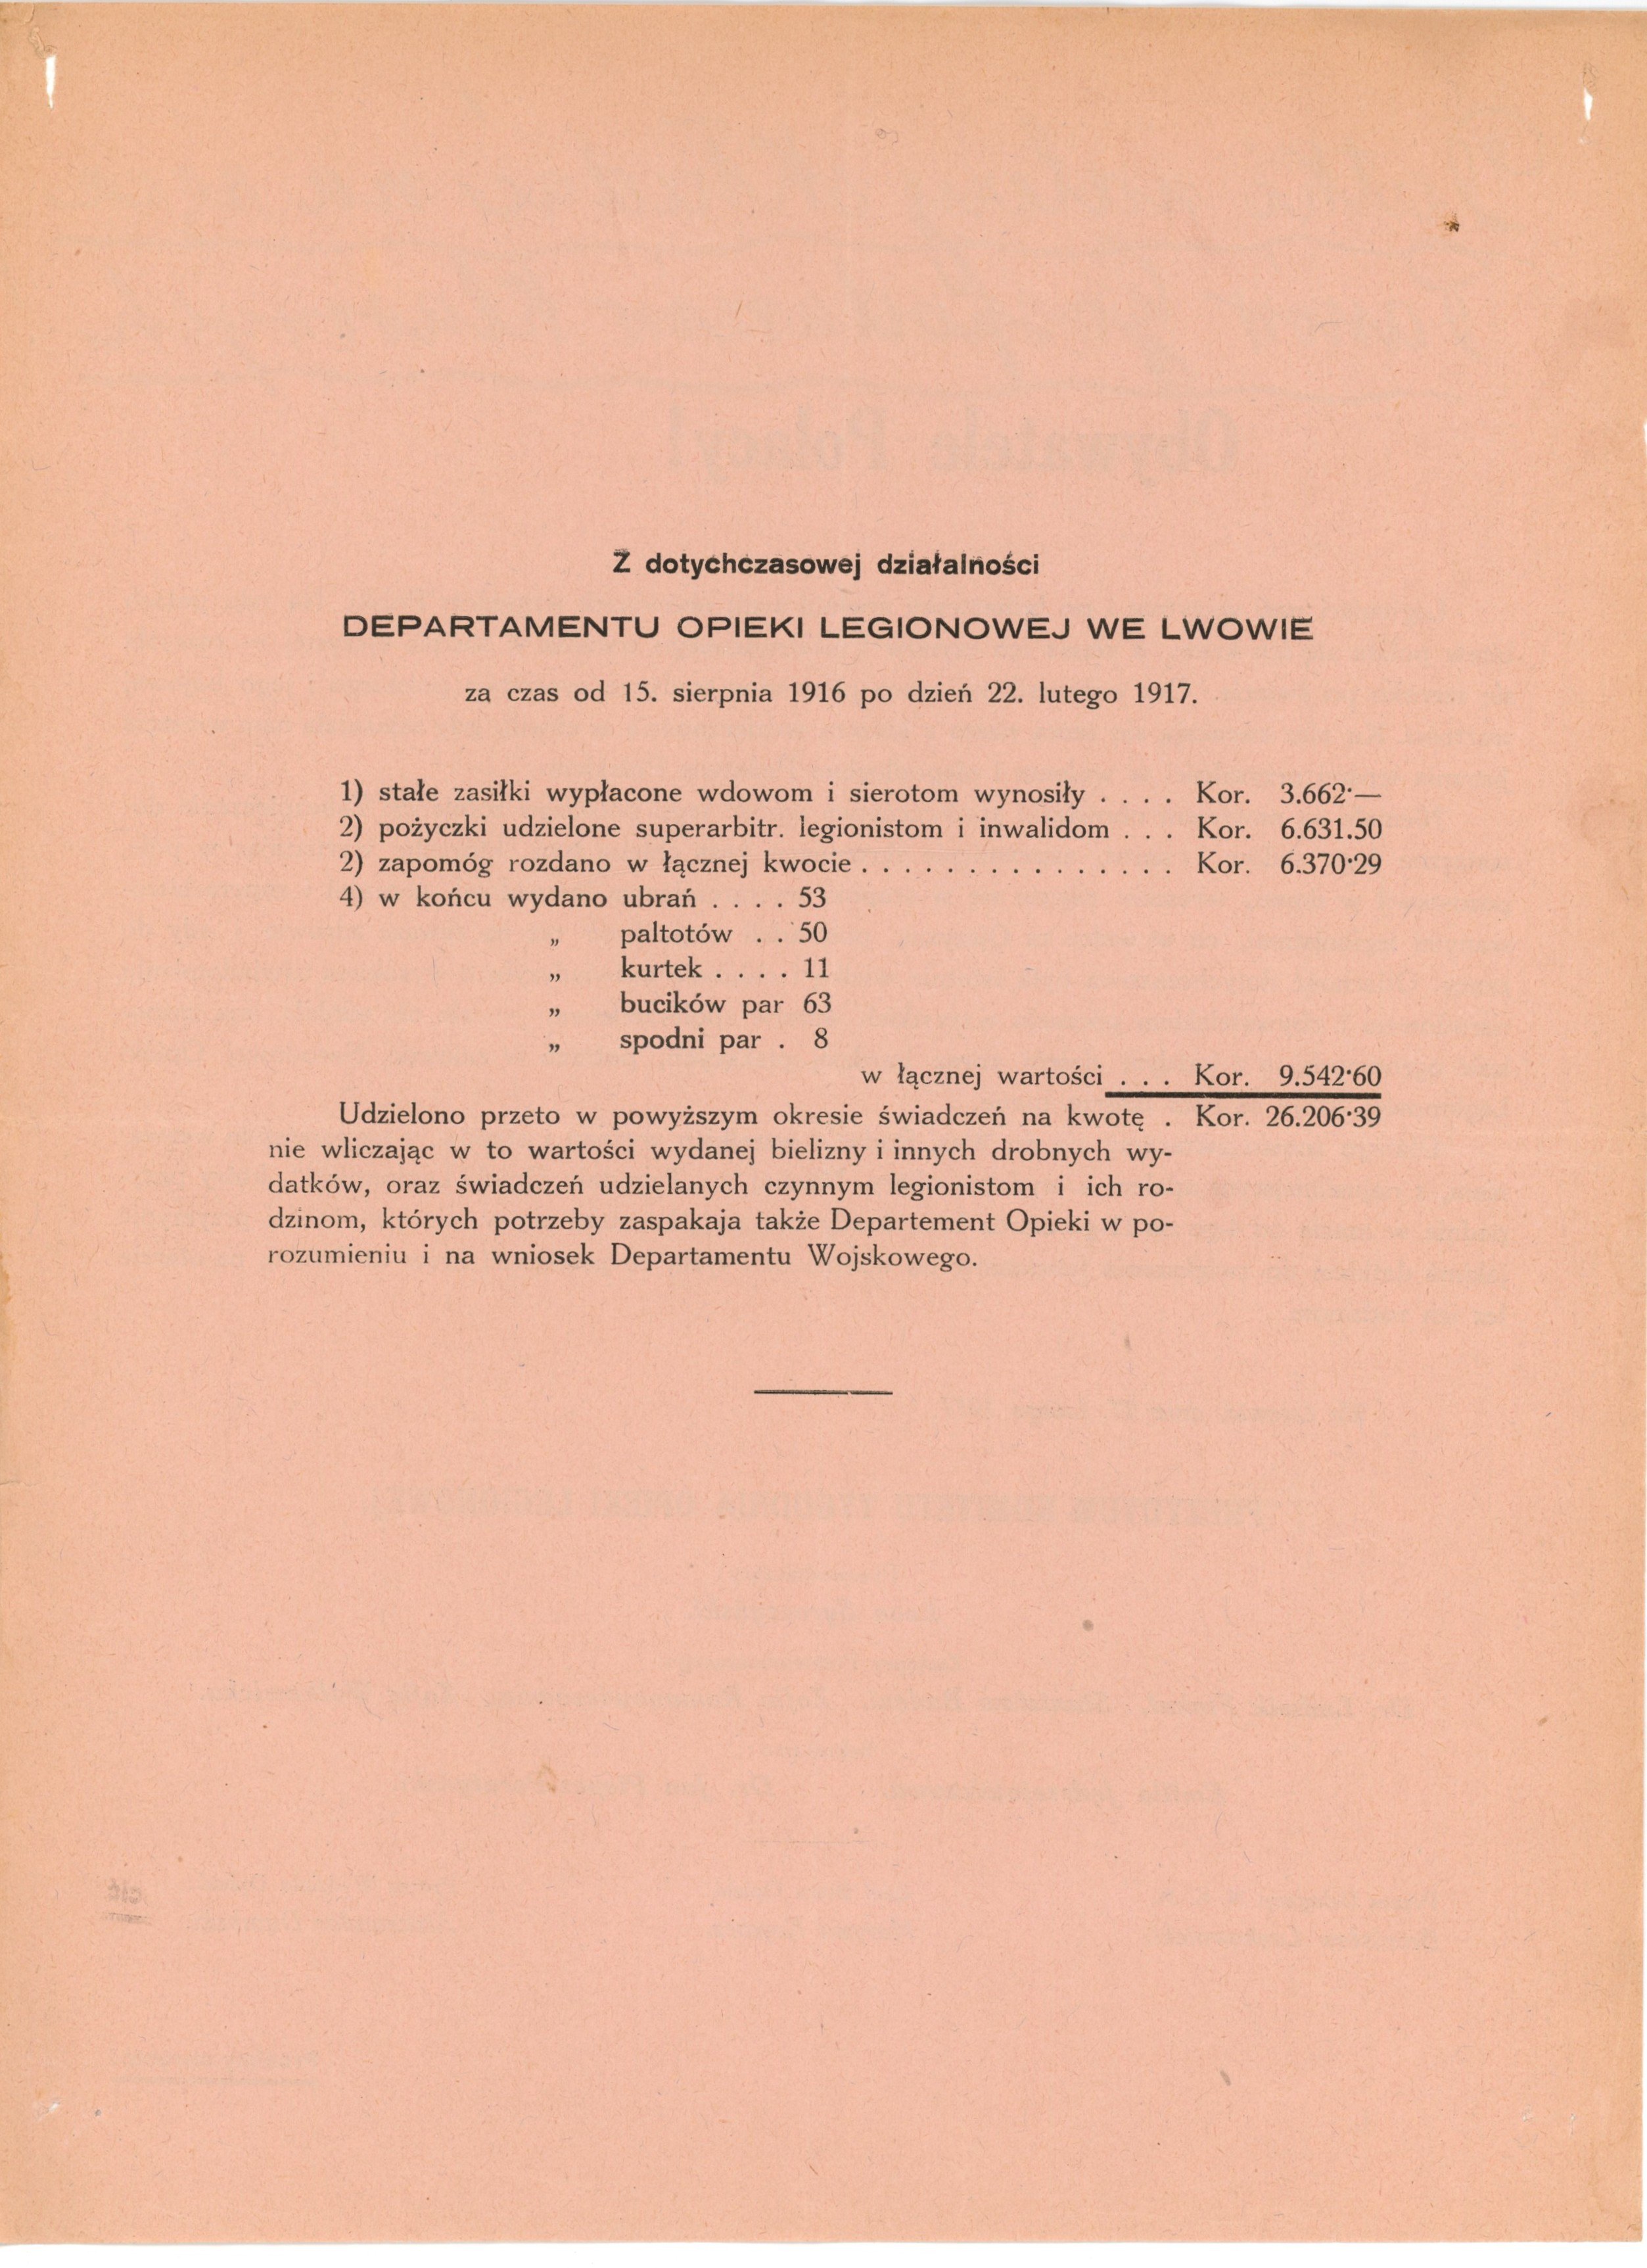 Z dotychczasowej działalności
DEPARTAMENTU OPIEKI LEGIONOWEJ WE LWOWIE
za czas od 15. sierpnia 1916 po dzień 22. lutego 1917.
1) stałe zasiłki wypłacone wdowom i sierotom wynosiły . . . . Kor. 3.662·—
2) pożyczki udzielone superarbitr. legionistom i inwalidom . . . Kor. 6.631.50
2) zapomóg rozdano w łącznej kwocie . . . . . . . . . . . . . . . Kor. 6.370·29
4) w końcu wydano ubrań . . . . 53
„ paltotów . . 50
„ kurtek . . . . 11
„ bucików par 63
„ spodni par . 8
w łącznej wartości . . . Kor. 9.542·60
Udzielono przeto w powyższym okresie świadczeń na kwotę . Kor. 26.206·39
nie wliczając w to wartości wydanej bielizny i innych drobnych wy-
datków, oraz świadczeń udzielanych czynnym legionistom i ich ro-
dzinom, których potrzeby zaspakaja także Departement Opieki w po-
rozumieniu i na wniosek Departamentu Wojskowego.